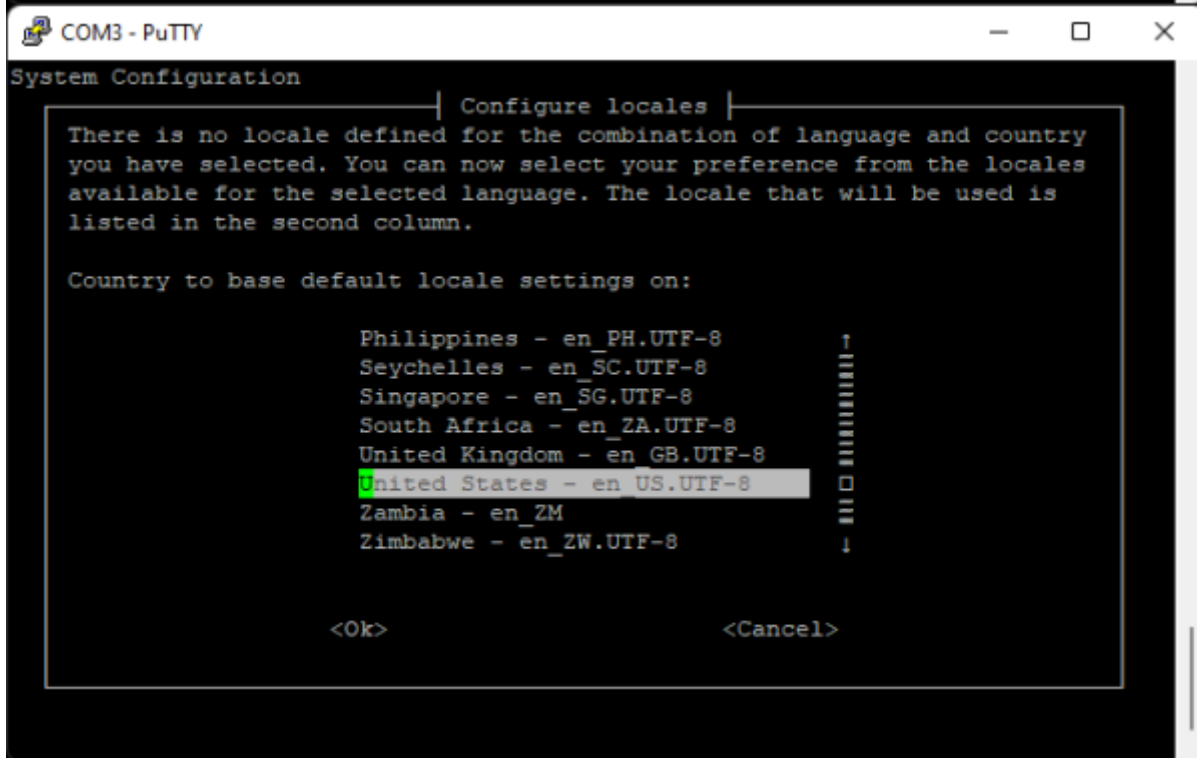 COM3 - PuTTY
System Configuration
Configure locales
There is no locale defined for the combination of language and country
you have selected. You can now select your preference from the locales
available for the selected language. The locale that will be used is
listed in the second column.
Country to base default locale settings on:
Philippines - en_PH.UTF-8
Seychelles - en_SC.UTF-8
Singapore - en_SG.UTF-8
South Africa - en_ZA.UTF-8
United Kingdom - en_GB.UTF-8
United States - en_US.UTF-8
Zambia - en_ZM
Zimbabwe - en_ZW.UTF-8
<Ok> <Cancel>